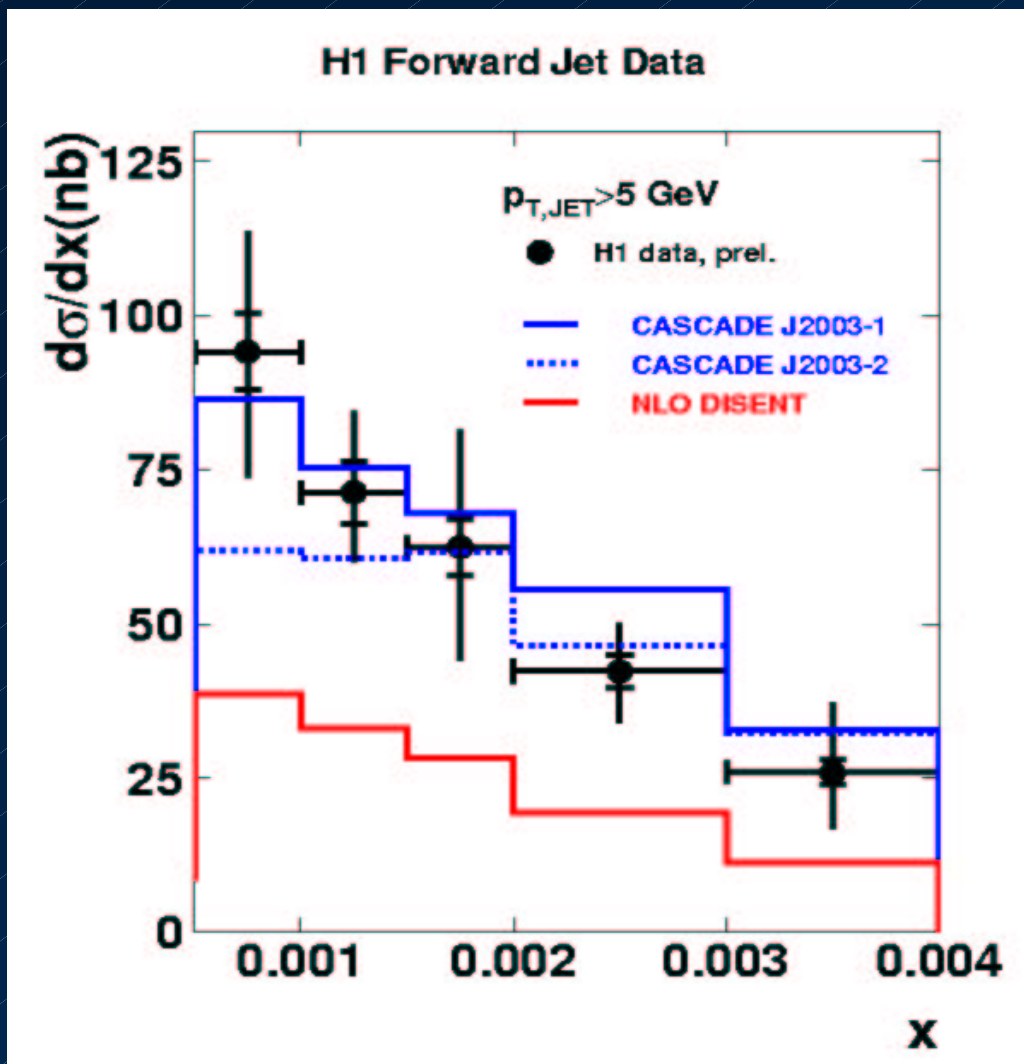 H1 Forward Jet Data
dσ/dx(nb)
125
100
75
50
25
0
pT,JET>5 GeV
H1 data, prel.
CASCADE J2003-1
CASCADE J2003-2
NLO DISENT
0.001 0.002 0.003 0.004
x